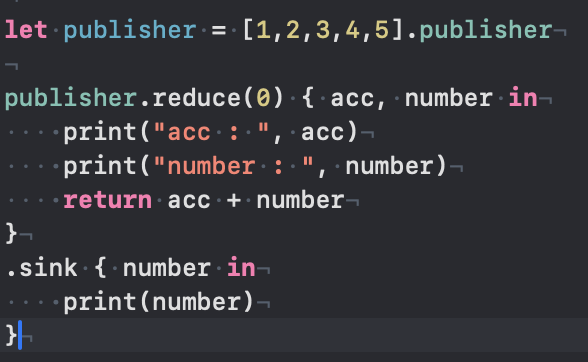 let publisher = [1,2,3,4,5].publisher

publisher.reduce(0) { acc, number in
    print("acc : ", acc)
    print("number : ", number)
    return acc + number
}
.sink { number in
    print(number)
}